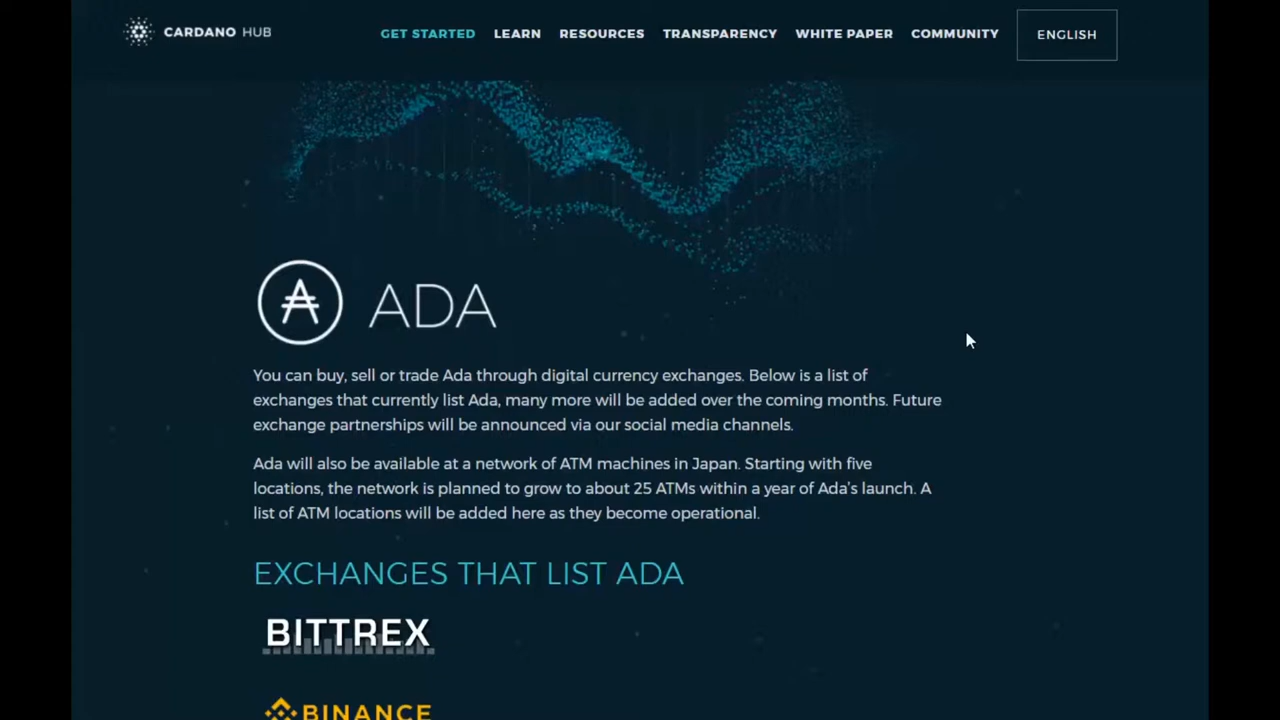 CARDANO HUB
GET STARTED LEARN RESOURCES TRANSPARENCY WHITE PAPER COMMUNITY ENGLISH
ADA
You can buy, sell or trade Ada through digital currency exchanges. Below is a list of
exchanges that currently list Ada, many more will be added over the coming months. Future
exchange partnerships will be announced via our social media channels.
Ada will also be available at a network of ATM machines in Japan. Starting with five
locations, the network is planned to grow to about 25 ATMs within a year of Ada's launch. A
list of ATM locations will be added here as they become operational.
EXCHANGES THAT LIST ADA
BITTREX
BINANCE